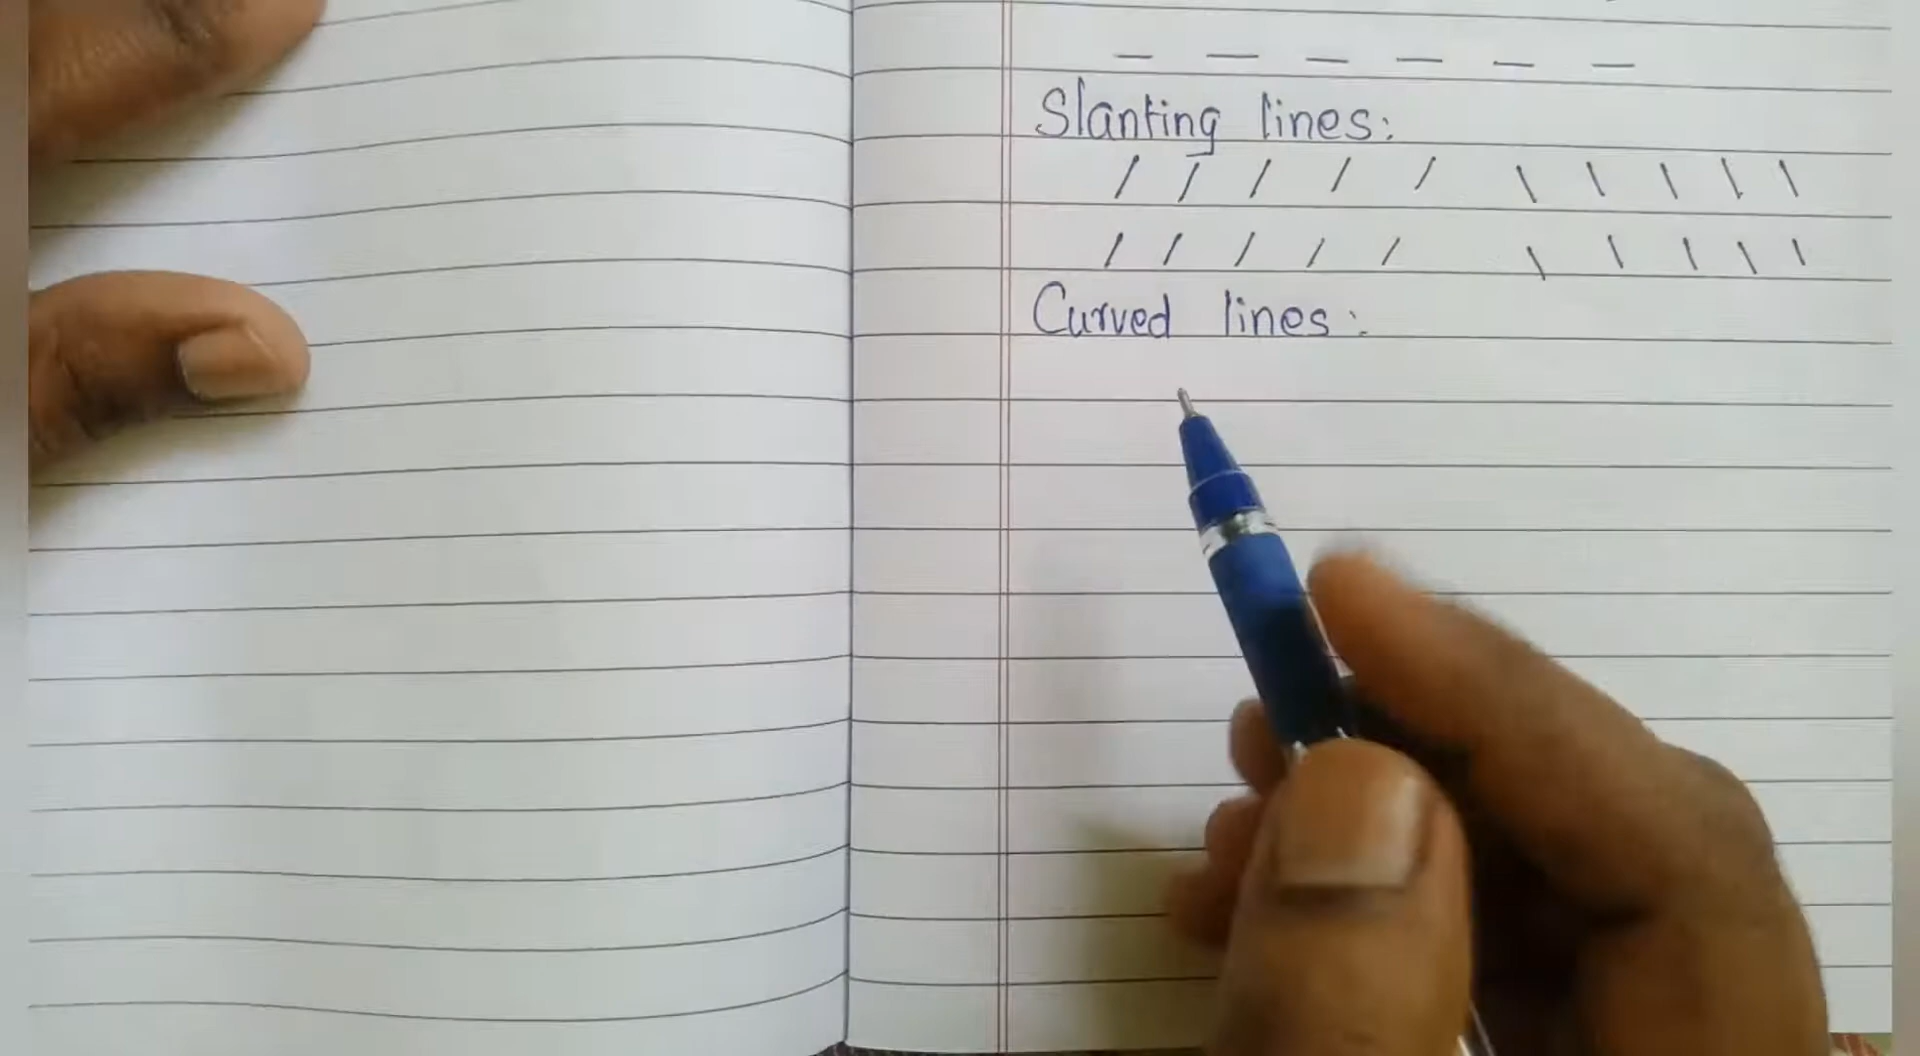 _ _ _ _ _ _
Slanting lines:
/ / / / / \ \ \ \ \
/ / / / / \ \ \ \ \
Curved lines: